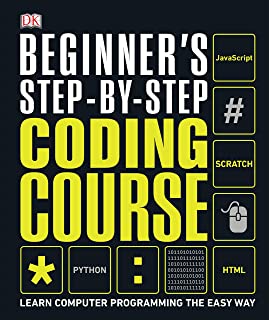 DK
BEGINNER'S
JavaScript
STEP-BY-STEP
#
CODING
SCRATCH
COURSE
* PYTHON : HTML
LEARN COMPUTER PROGRAMMING THE EASY WAY